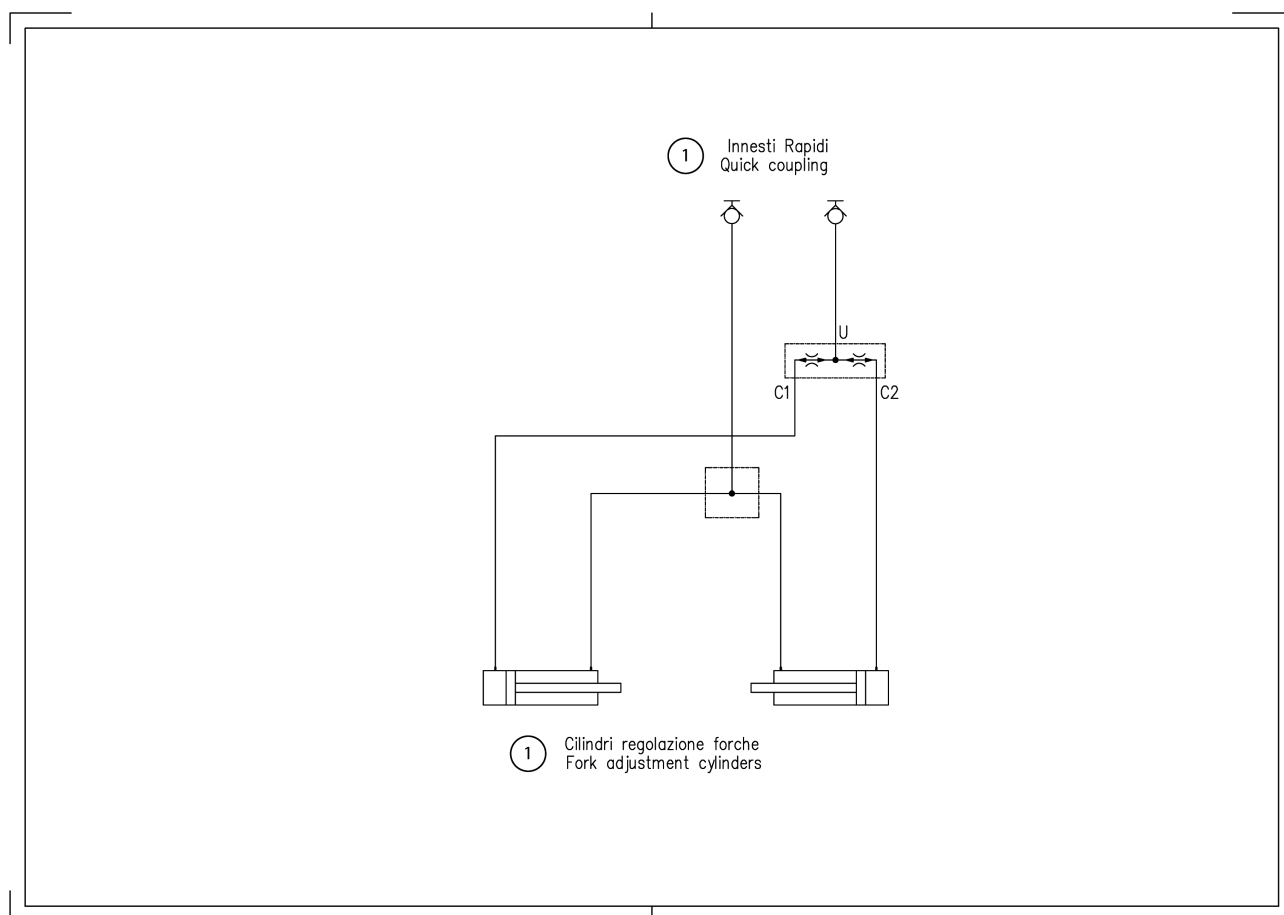 1
Innesti Rapidi
Quick coupling
U
C1
C2
1
Cilindri regolazione forche
Fork adjustment cylinders